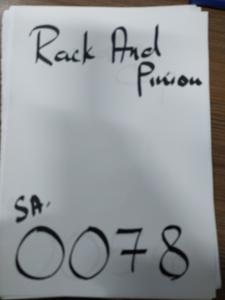 Rack And
Pinion
SA.
0078